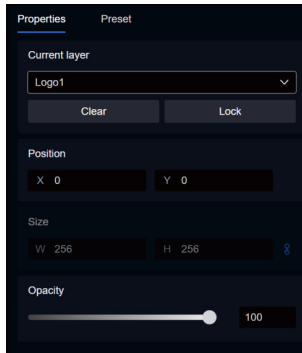 Properties Preset
Current layer
Logo1
Clear Lock
Position
X 0 Y 0
Size
W 256 H 256
Opacity
100